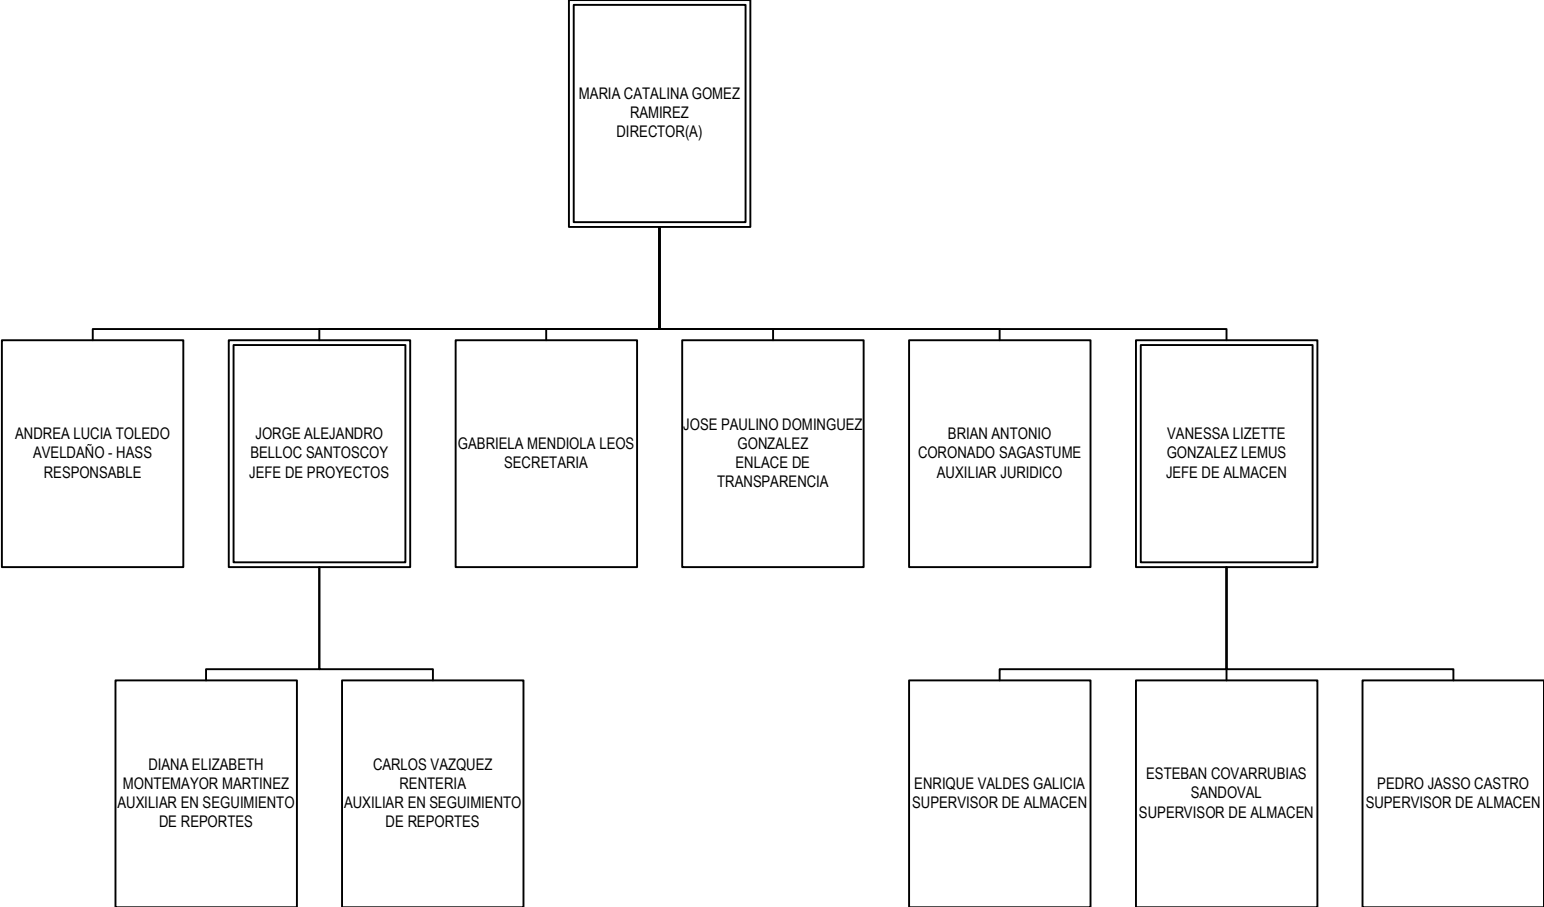 MARIA CATALINA GOMEZ
RAMIREZ
DIRECTOR(A)
ANDREA LUCIA TOLEDO
AVELDAÑO - HASS
RESPONSABLE
JORGE ALEJANDRO
BELLOC SANTOSCOY
JEFE DE PROYECTOS
GABRIELA MENDIOLA LEOS
SECRETARIA
JOSE PAULINO DOMINGUEZ
GONZALEZ
ENLACE DE
TRANSPARENCIA
BRIAN ANTONIO
CORONADO SAGASTUME
AUXILIAR JURIDICO
VANESSA LIZETTE
GONZALEZ LEMUS
JEFE DE ALMACEN
DIANA ELIZABETH
MONTEMAYOR MARTINEZ
AUXILIAR EN SEGUIMIENTO
DE REPORTES
CARLOS VAZQUEZ
RENTERIA
AUXILIAR EN SEGUIMIENTO
DE REPORTES
ENRIQUE VALDES GALICIA
SUPERVISOR DE ALMACEN
ESTEBAN COVARRUBIAS
SANDOVAL
SUPERVISOR DE ALMACEN
PEDRO JASSO CASTRO
SUPERVISOR DE ALMACEN